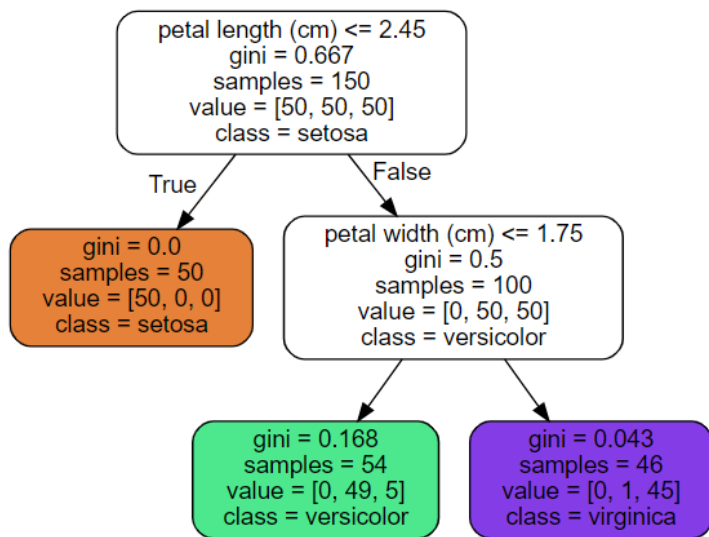 petal length (cm) <= 2.45
gini = 0.667
samples = 150
value = [50, 50, 50]
class = setosa
True
False
gini = 0.0
samples = 50
value = [50, 0, 0]
class = setosa
petal width (cm) <= 1.75
gini = 0.5
samples = 100
value = [0, 50, 50]
class = versicolor
gini = 0.168
samples = 54
value = [0, 49, 5]
class = versicolor
gini = 0.043
samples = 46
value = [0, 1, 45]
class = virginica